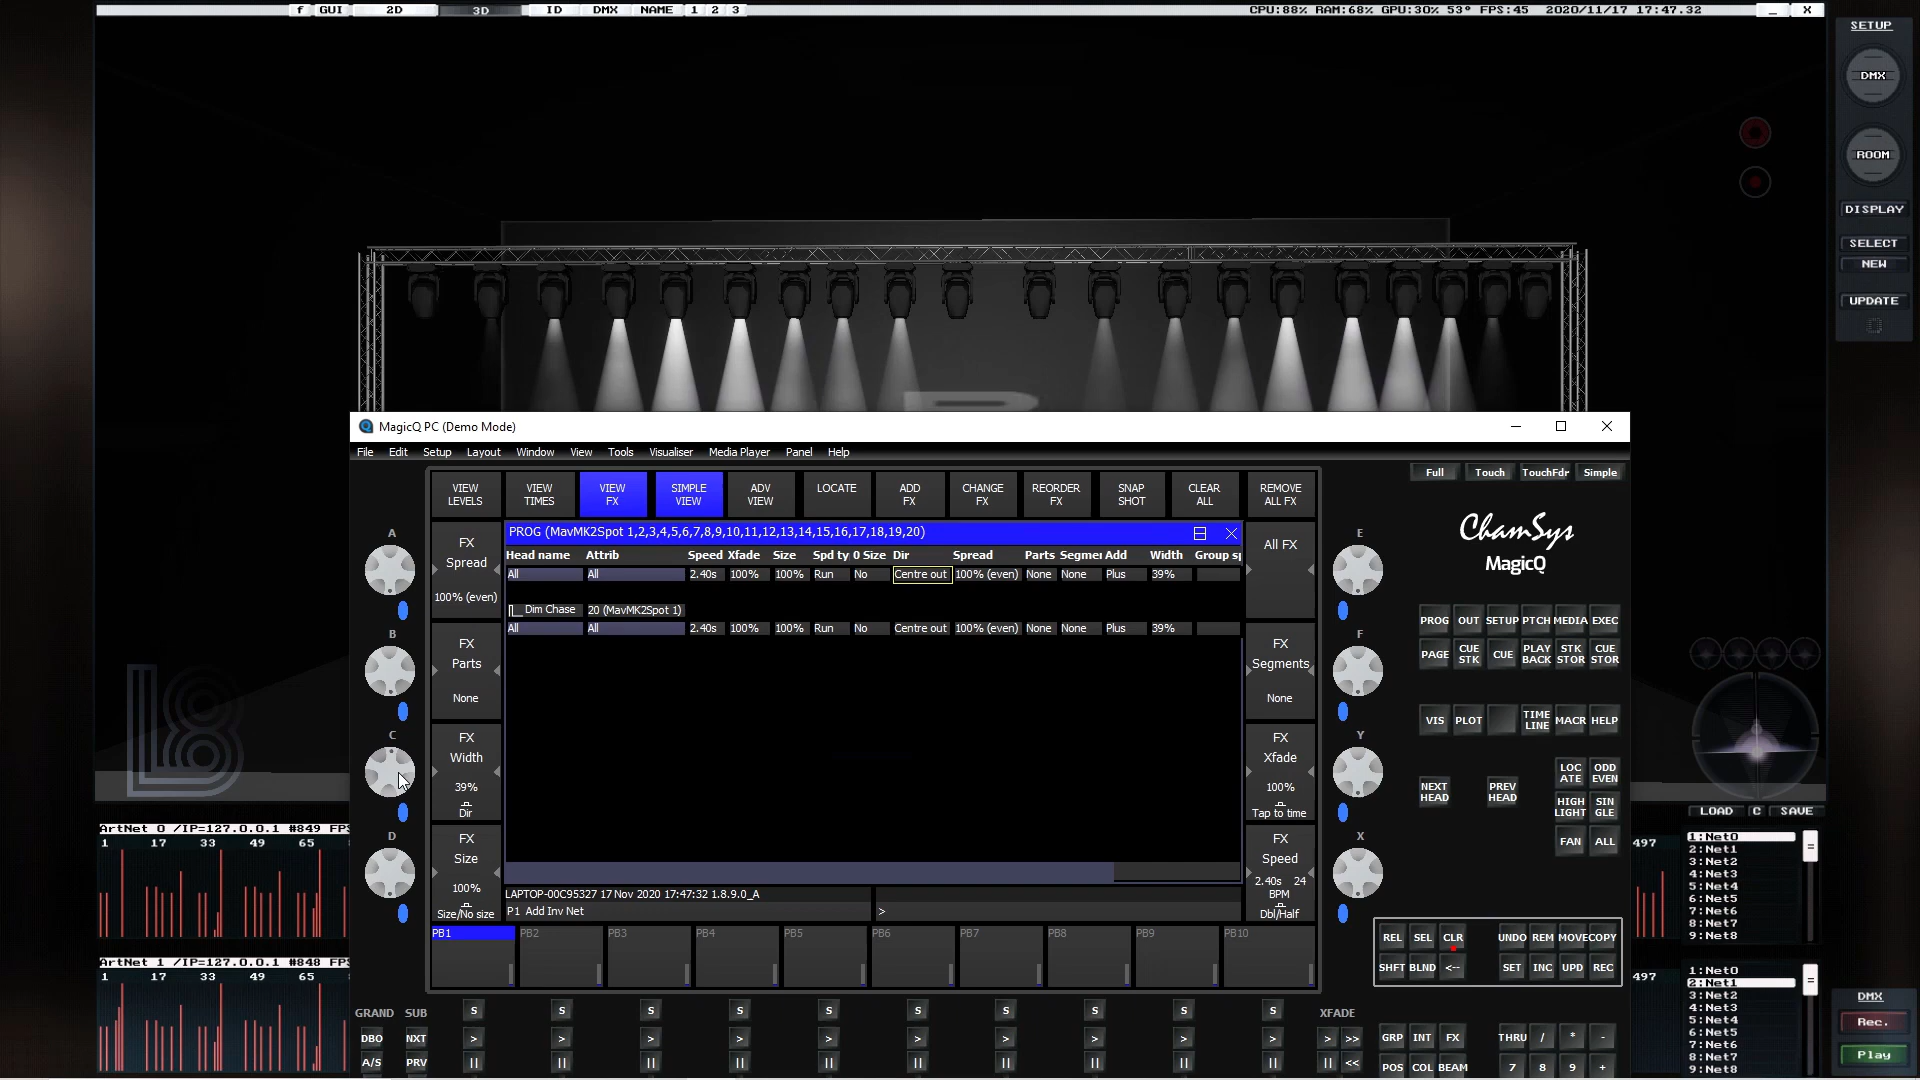 f GUI 2D 3D ID DMX NAME 1 2 3 CPU:88% RAM:68% GPU:30% 53° FPS:45 2020/11/17 17:47.32 _ X
SETUP
DMX
ROOM
DISPLAY
SELECT
NEW
UPDATE
MagicQ PC (Demo Mode)
File Edit Setup Layout Window View Tools Visualiser Media Player Panel Help
Full Touch TouchFdr Simple
VIEW LEVELS
VIEW TIMES
VIEW FX
SIMPLE VIEW
ADV VIEW
LOCATE
ADD FX
CHANGE FX
REORDER FX
SNAP SHOT
CLEAR ALL
REMOVE ALL FX
PROG (MavMK2Spot 1,2,3,4,5,6,7,8,9,10,11,12,13,14,15,16,17,18,19,20)
Head name Attrib Speed Xfade Size Spd ty 0 Size Dir Spread Parts Segmei Add Width Group s
All All 2.40s 100% 100% Run No Centre out 100% (even) None None Plus 39%
Dim Chase 20 (MavMK2Spot 1)
All All 2.40s 100% 100% Run No Centre out 100% (even) None None Plus 39%
A
FX
Spread
100% (even)
B
FX
Parts
None
C
FX
Width
39%
Dir
D
FX
Size
100%
Size/No size
E
All FX
F
FX
Segments
None
Y
FX
Xfade
100%
Tap to time
X
FX
Speed
2.40s 24
BPM
Dbl/Half
LAPTOP-00C95327 17 Nov 2020 17:47:32 1.8.9.0_A
P1 Add Inv Net >
PB1 PB2 PB3 PB4 PB5 PB6 PB7 PB8 PB9 PB10
GRAND SUB
S S S S S S S S S S
XFADE
DBO NXT > > > > > > > > > > > >>
A/S PRV || || || || || || || || || || || <<
ChamSys
MagicQ
PROG OUT SETUP PTCH MEDIA EXEC
PAGE CUE STK CUE PLAY BACK STK STOR CUE STOR
VIS PLOT TIME LINE MACR HELP
NEXT HEAD PREV HEAD
LOC ATE ODD EVEN
HIGH LIGHT SIN GLE
FAN ALL
REL SEL CLR UNDO REM MOVE COPY
SHFT BLND <-- SET INC UPD REC
GRP INT FX THRU / * -
POS COL BEAM 7 8 9 +
ArtNet 0 /IP=127.0.0.1 #849 FPS
1 17 33 49 65
ArtNet 1 /IP=127.0.0.1 #848 FPS
1 17 33 49 65
LOAD C SAVE
497
1:Net0
2:Net1
3:Net2
4:Net3
5:Net4
6:Net5
7:Net6
8:Net7
9:Net8
497
1:Net0
2:Net1
3:Net2
4:Net3
5:Net4
6:Net5
7:Net6
8:Net7
9:Net8
DMX
Rec.
Play